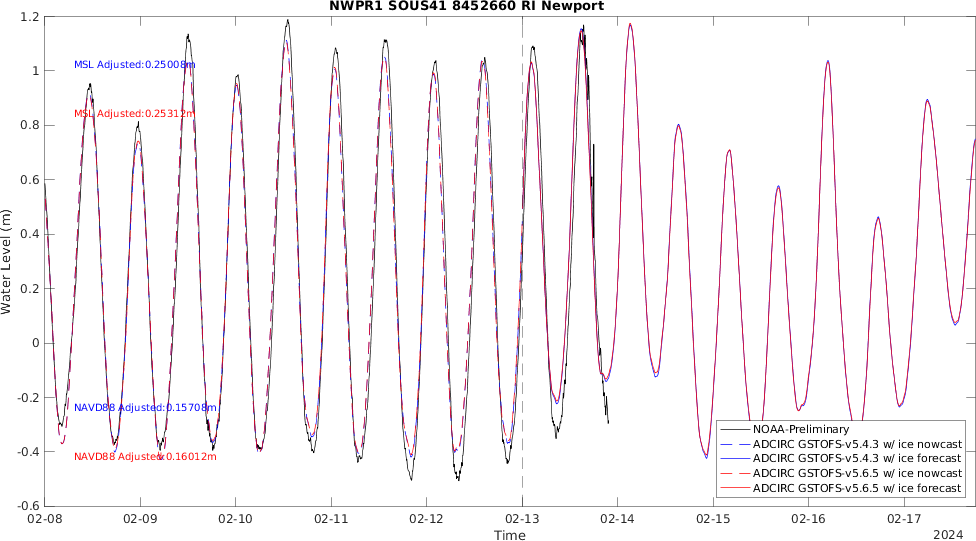 NWPR1 SOUS41 8452660 RI Newport
1.2
1
0.8
0.6
0.4
0.2
0
-0.2
-0.4
-0.6
Water Level (m)
MSL Adjusted:0.25008m
MSL Adjusted:0.25312m
NAVD88 Adjusted:0.15708m
NAVD88 Adjusted:0.16012m
NOAA-Preliminary
ADCIRC GSTOFS-v5.4.3 w/ ice nowcast
ADCIRC GSTOFS-v5.4.3 w/ ice forecast
ADCIRC GSTOFS-v5.6.5 w/ ice nowcast
ADCIRC GSTOFS-v5.6.5 w/ ice forecast
02-08 02-09 02-10 02-11 02-12 02-13 02-14 02-15 02-16 02-17
Time
2024